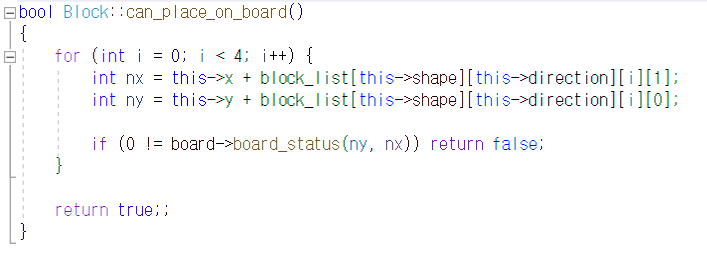 bool Block::can_place_on_board()
{
    for (int i = 0; i < 4; i++) {
        int nx = this->x + block_list[this->shape][this->direction][i][1];
        int ny = this->y + block_list[this->shape][this->direction][i][0];

        if (0 != board->board_status(ny, nx)) return false;
    }

    return true;;
}